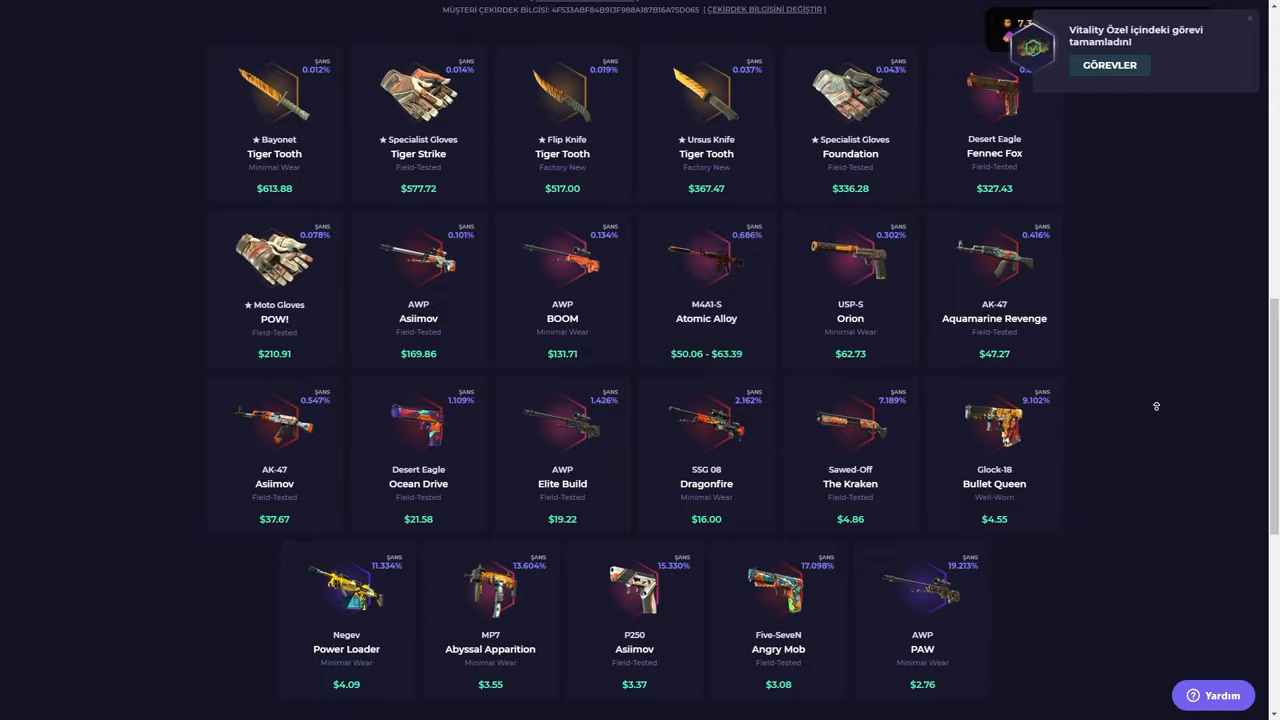 MÜŞTERİ ÇEKİRDEK BİLGİSİ: 4F533ABF84B913F988A187B16A75D065 [ ÇEKİRDEK BİLGİSİNİ DEĞİŞTİR ]
Vitality Özel içindeki görevi
tamamladın!
GÖREVLER
ŞANS
0.012%
★ Bayonet
Tiger Tooth
Minimal Wear
$613.88
ŞANS
0.014%
★ Specialist Gloves
Tiger Strike
Field-Tested
$577.72
ŞANS
0.019%
★ Flip Knife
Tiger Tooth
Factory New
$517.00
ŞANS
0.037%
★ Ursus Knife
Tiger Tooth
Factory New
$367.47
ŞANS
0.043%
★ Specialist Gloves
Foundation
Field-Tested
$336.28
Desert Eagle
Fennec Fox
Field-Tested
$327.43
ŞANS
0.078%
★ Moto Gloves
POW!
Field-Tested
$210.91
ŞANS
0.101%
AWP
Asiimov
Field-Tested
$169.86
ŞANS
0.134%
AWP
BOOM
Minimal Wear
$131.71
ŞANS
0.686%
M4A1-S
Atomic Alloy
$50.06 - $63.39
ŞANS
0.302%
USP-S
Orion
Minimal Wear
$62.73
ŞANS
0.416%
AK-47
Aquamarine Revenge
Field-Tested
$47.27
ŞANS
0.547%
AK-47
Asiimov
Field-Tested
$37.67
ŞANS
1.109%
Desert Eagle
Ocean Drive
Field-Tested
$21.58
ŞANS
1.426%
AWP
Elite Build
Field-Tested
$19.22
ŞANS
2.162%
SSG 08
Dragonfire
Minimal Wear
$16.00
ŞANS
7.189%
Sawed-Off
The Kraken
Field-Tested
$4.86
ŞANS
9.102%
Glock-18
Bullet Queen
Well-Worn
$4.55
ŞANS
11.334%
Negev
Power Loader
Minimal Wear
$4.09
ŞANS
13.604%
MP7
Abyssal Apparition
Minimal Wear
$3.55
ŞANS
15.330%
P250
Asiimov
Field-Tested
$3.37
ŞANS
17.098%
Five-SeveN
Angry Mob
Field-Tested
$3.08
ŞANS
19.213%
AWP
PAW
Minimal Wear
$2.76
Yardım